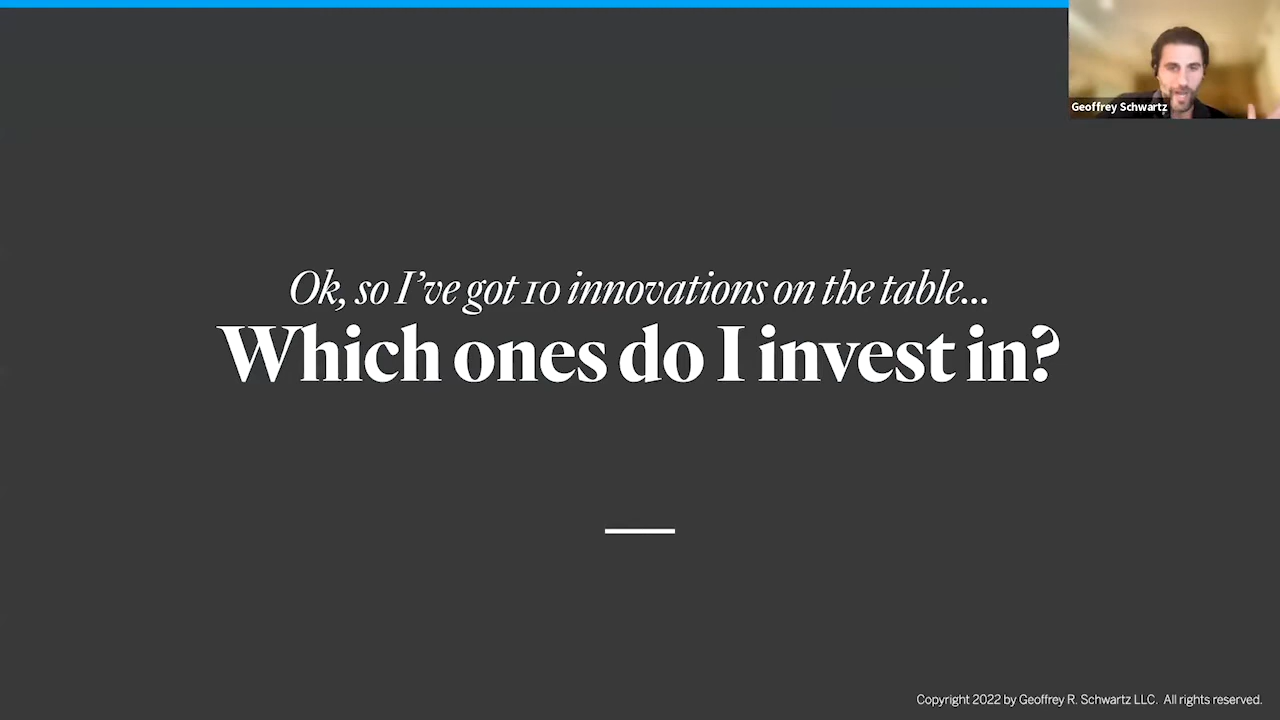 Geoffrey Schwartz
Ok, so I’ve got 10 innovations on the table...
Which ones do I invest in?
Copyright 2022 by Geoffrey R. Schwartz LLC. All rights reserved.